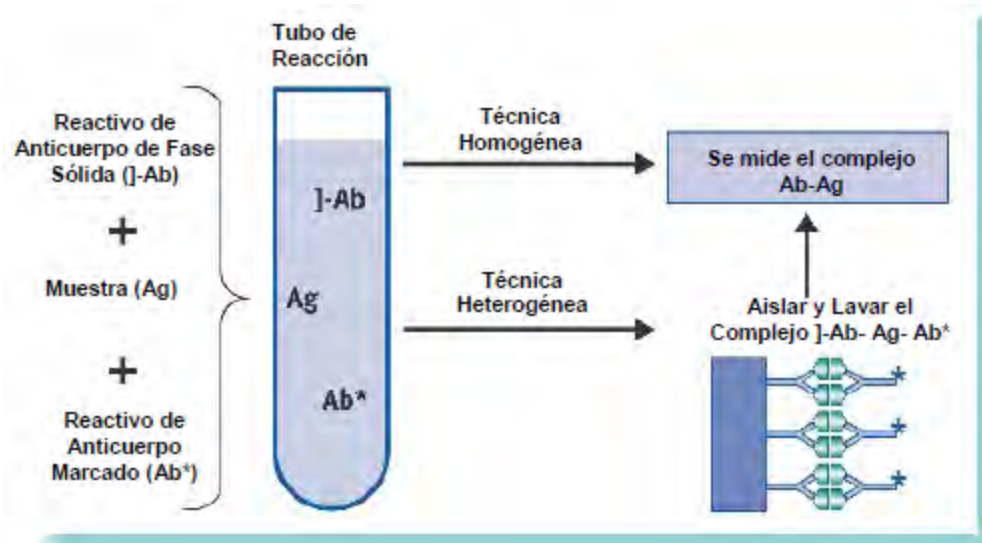 Tubo de
Reacción
Reactivo de
Anticuerpo de Fase
Sólida (]-Ab)
+
Muestra (Ag)
+
Reactivo de
Anticuerpo
Marcado (Ab*)
]-Ab
Ag
Ab*
Técnica
Homogénea
Se mide el complejo
Ab-Ag
Técnica
Heterogénea
Aislar y Lavar el
Complejo ]-Ab- Ag- Ab*
*
*
*